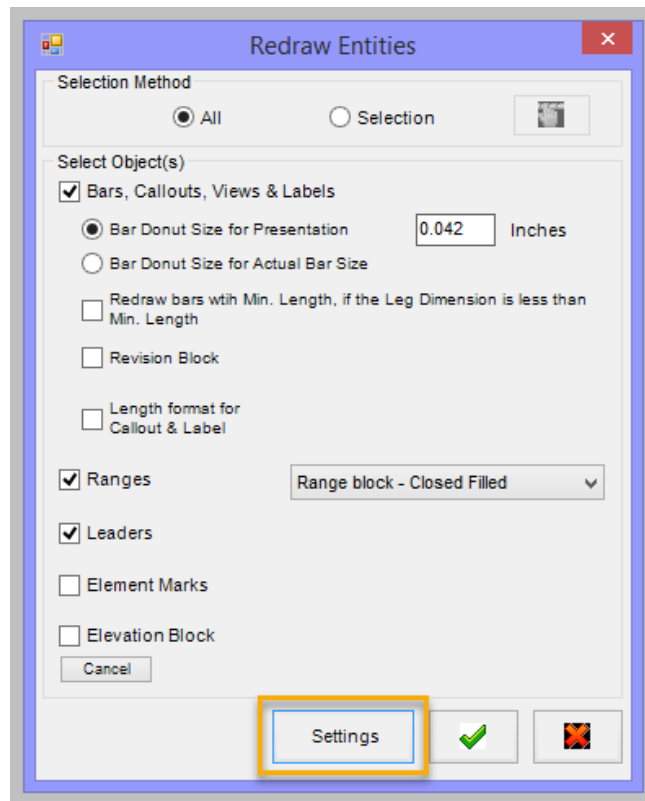 Redraw Entities
Selection Method
All
Selection
Select Object(s)
Bars, Callouts, Views & Labels
Bar Donut Size for Presentation
0.042
Inches
Bar Donut Size for Actual Bar Size
Redraw bars wtih Min. Length, if the Leg Dimension is less than
Min. Length
Revision Block
Length format for
Callout & Label
Ranges
Range block - Closed Filled
Leaders
Element Marks
Elevation Block
Cancel
Settings